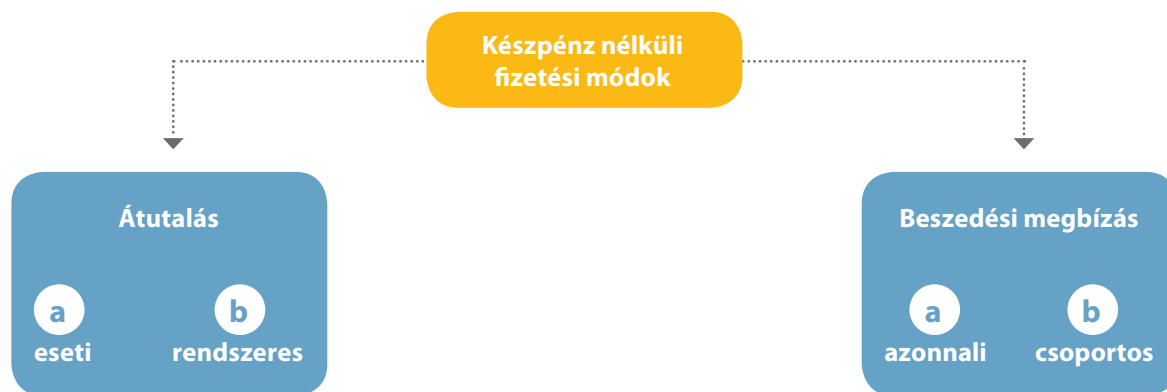 Készpénz nélküli
fizetési módok
Átutalás
a
eseti
b
rendszeres
Beszedési megbízás
a
azonnali
b
csoportos